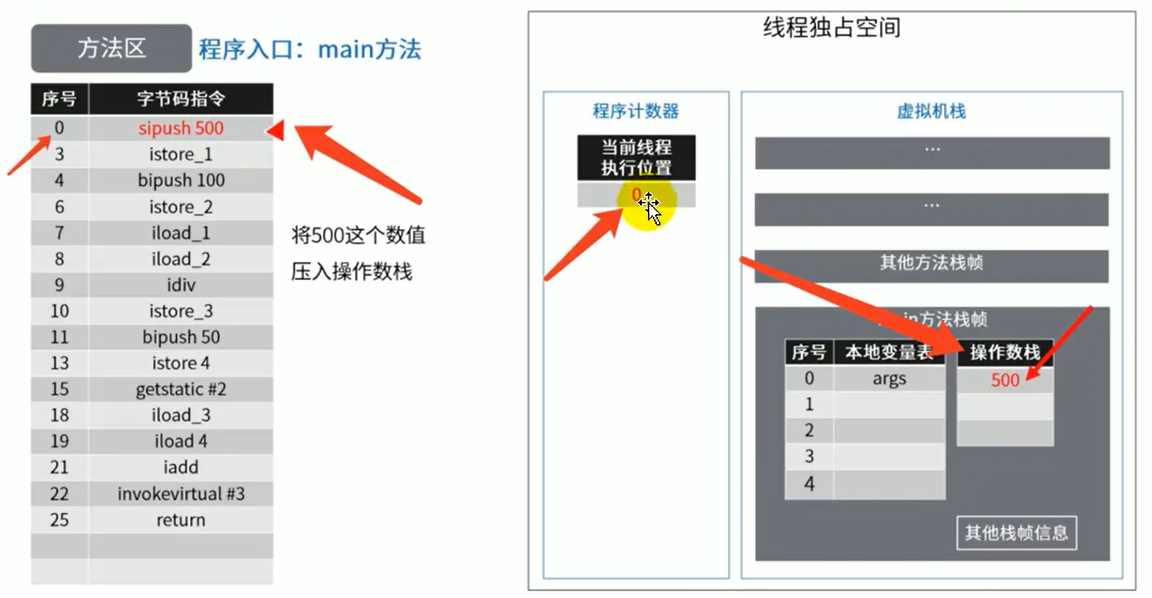 方法区 程序入口：main方法
序号 字节码指令
0 sipush 500
3 istore_1
4 bipush 100
6 istore_2
7 iload_1
8 iload_2
9 idiv
10 istore_3
11 bipush 50
13 istore 4
15 getstatic #2
18 iload_3
19 iload 4
21 iadd
22 invokevirtual #3
25 return
将500这个数值
压入操作数栈
线程独占空间
程序计数器
当前线程
执行位置
0
虚拟机栈
...
...
其他方法栈帧
main方法栈帧
序号 本地变量表
0 args
1
2
3
4
操作数栈
500
其他栈帧信息